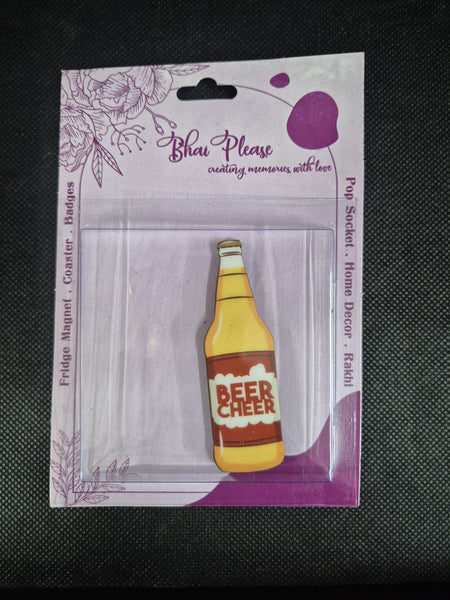 Bhai Please
creating memories with love
Fridge Magnet . Coaster . Badges
Pop Socket . Home Decor . Rakhi
BEER
CHEER